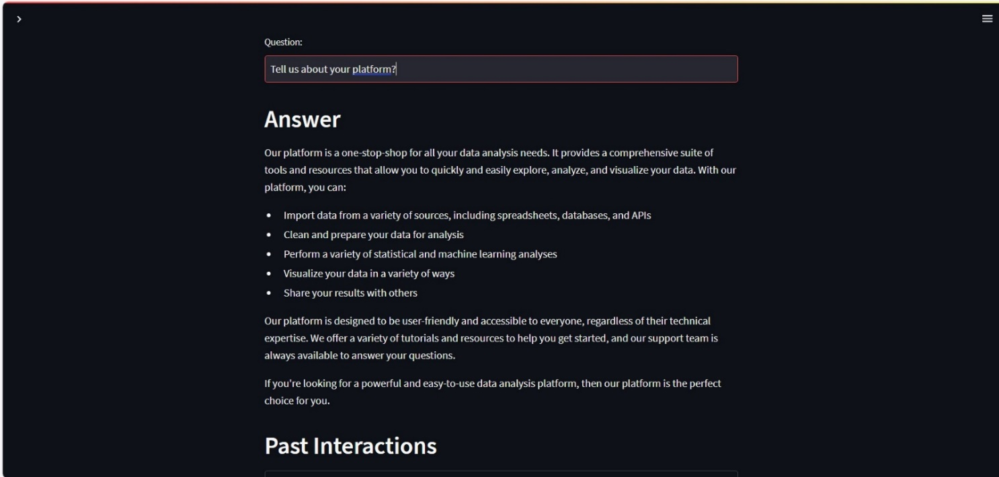 Question:
Tell us about your platform?
Answer
Our platform is a one-stop-shop for all your data analysis needs. It provides a comprehensive suite of
tools and resources that allow you to quickly and easily explore, analyze, and visualize your data. With our
platform, you can:
• Import data from a variety of sources, including spreadsheets, databases, and APIs
• Clean and prepare your data for analysis
• Perform a variety of statistical and machine learning analyses
• Visualize your data in a variety of ways
• Share your results with others
Our platform is designed to be user-friendly and accessible to everyone, regardless of their technical
expertise. We offer a variety of tutorials and resources to help you get started, and our support team is
always available to answer your questions.
If you're looking for a powerful and easy-to-use data analysis platform, then our platform is the perfect
choice for you.
Past Interactions